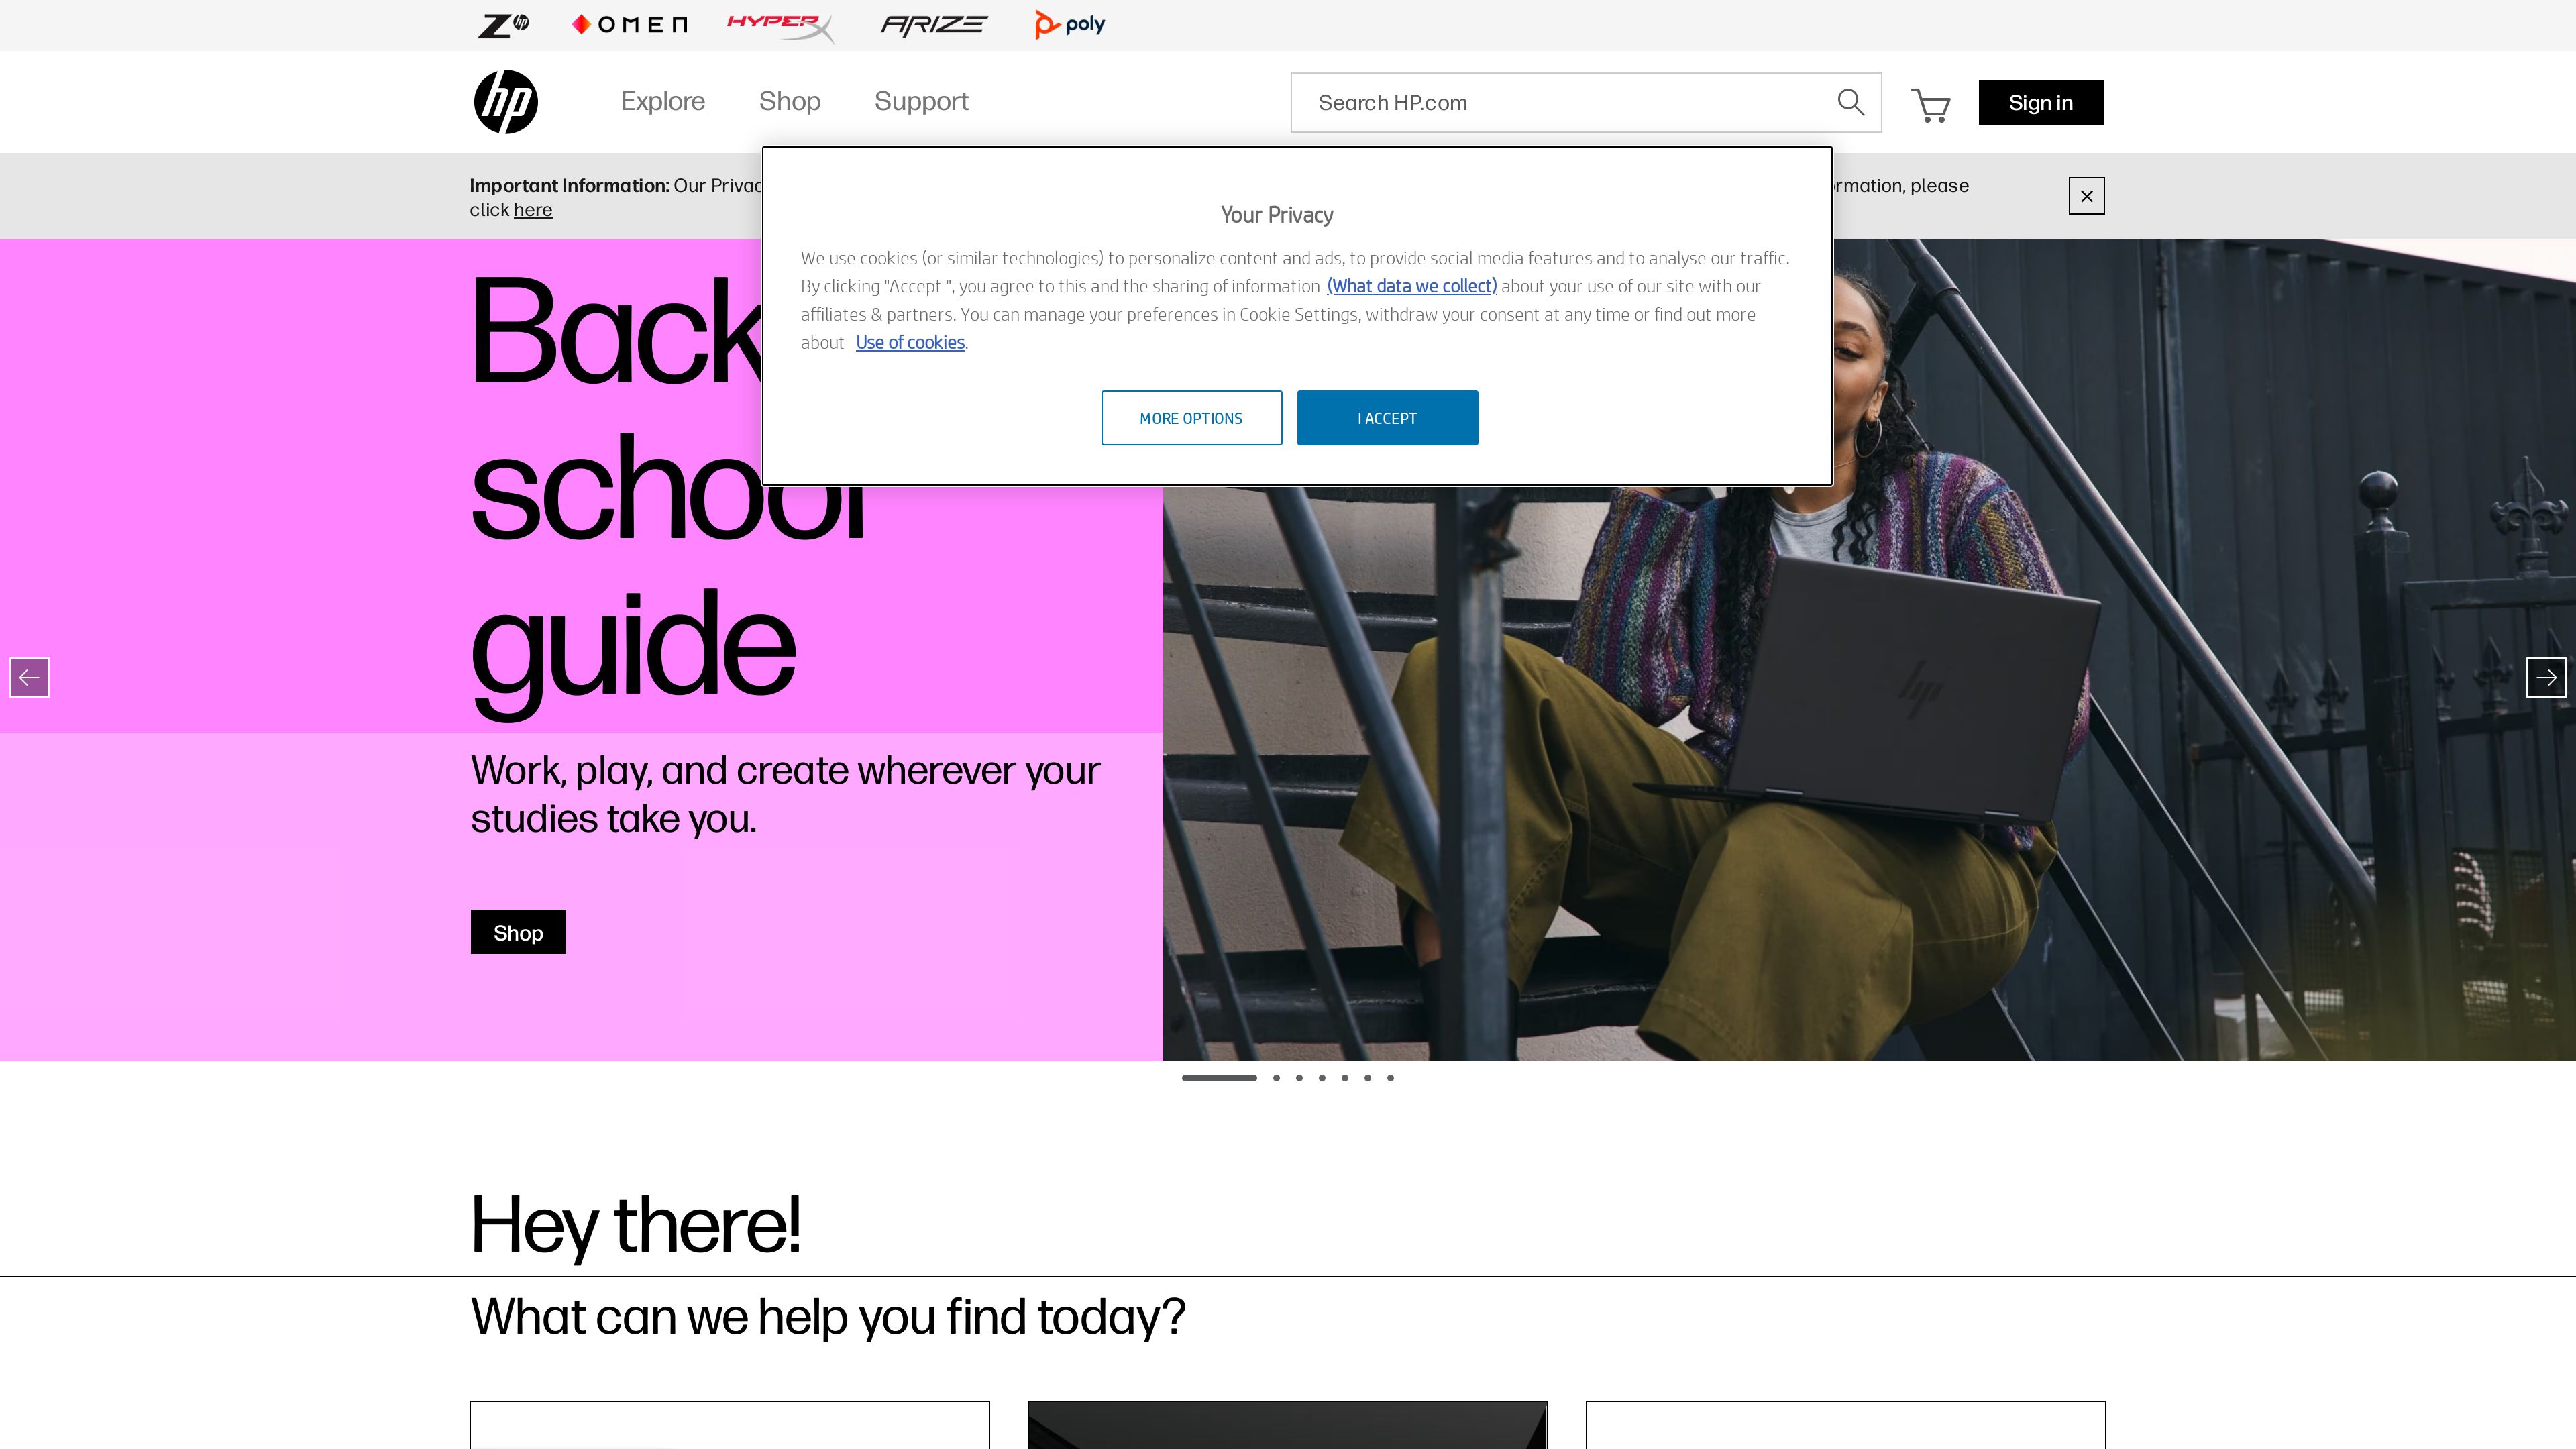 Z hp OMEN HYPERX ARIZE poly
hp Explore Shop Support Search HP.com Sign in
Important Information: Our Privac
rmation, please
click here
Your Privacy
We use cookies (or similar technologies) to personalize content and ads, to provide social media features and to analyse our traffic.
By clicking "Accept ", you agree to this and the sharing of information (What data we collect) about your use of our site with our
affiliates & partners. You can manage your preferences in Cookie Settings, withdraw your consent at any time or find out more
about Use of cookies.
MORE OPTIONS I ACCEPT
Back
school
guide
hp
Work, play, and create wherever your
studies take you.
Shop
Hey there!
What can we help you find today?